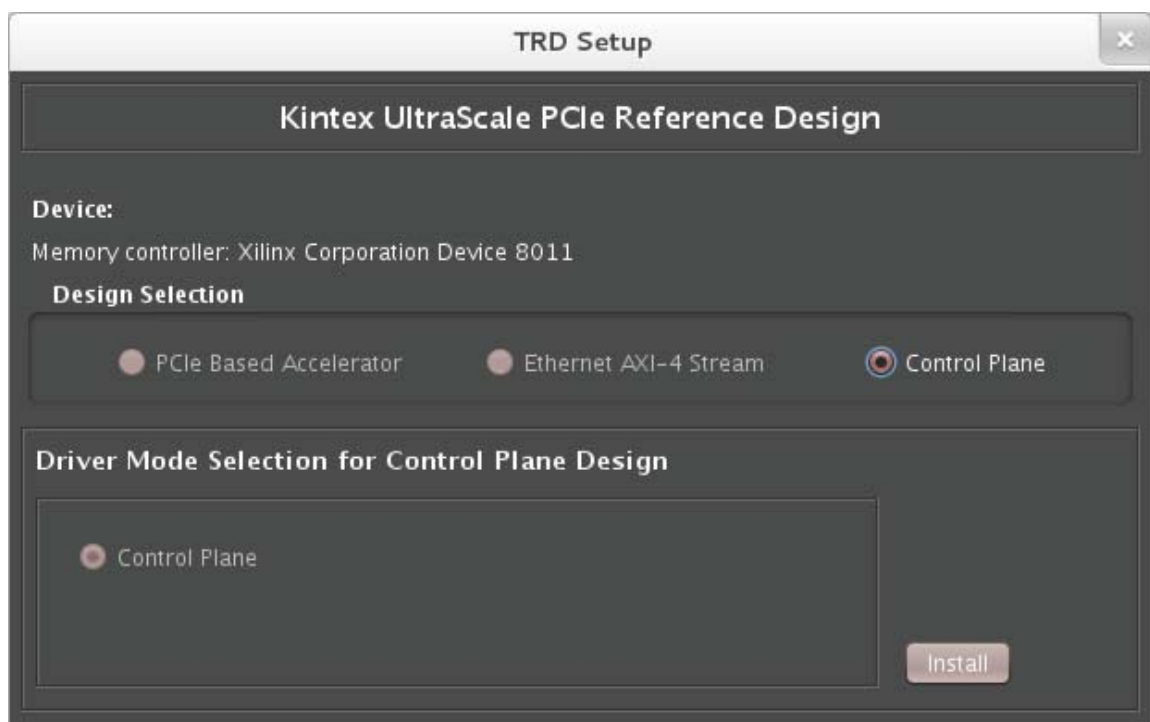 TRD Setup
Kintex UltraScale PCIe Reference Design
Device:
Memory controller: Xilinx Corporation Device 8011
Design Selection
PCIe Based Accelerator Ethernet AXI-4 Stream Control Plane
Driver Mode Selection for Control Plane Design
Control Plane
Install